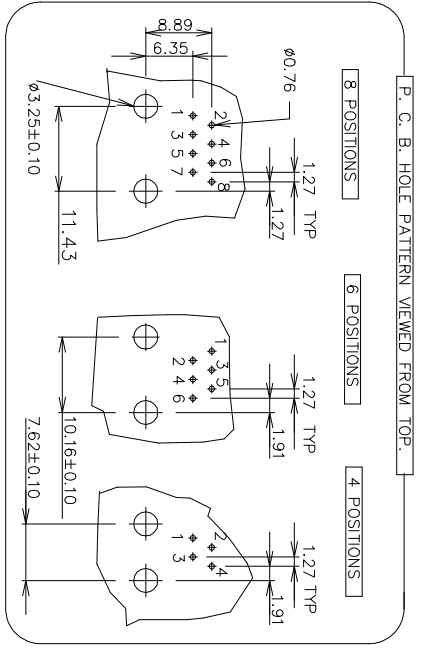 P. C. B. HOLE PATTERN VIEWED FROM TOP.
8 POSITIONS
6 POSITIONS
4 POSITIONS
8.89
6.35
ø0.76
1.27 TYP
1.27
2
4
6
8
1
3
5
7
ø3.25±0.10
11.43
1.27 TYP
1.91
1
3
5
2
4
6
10.16±0.10
1.27 TYP
1.91
2
4
1
3
7.62±0.10